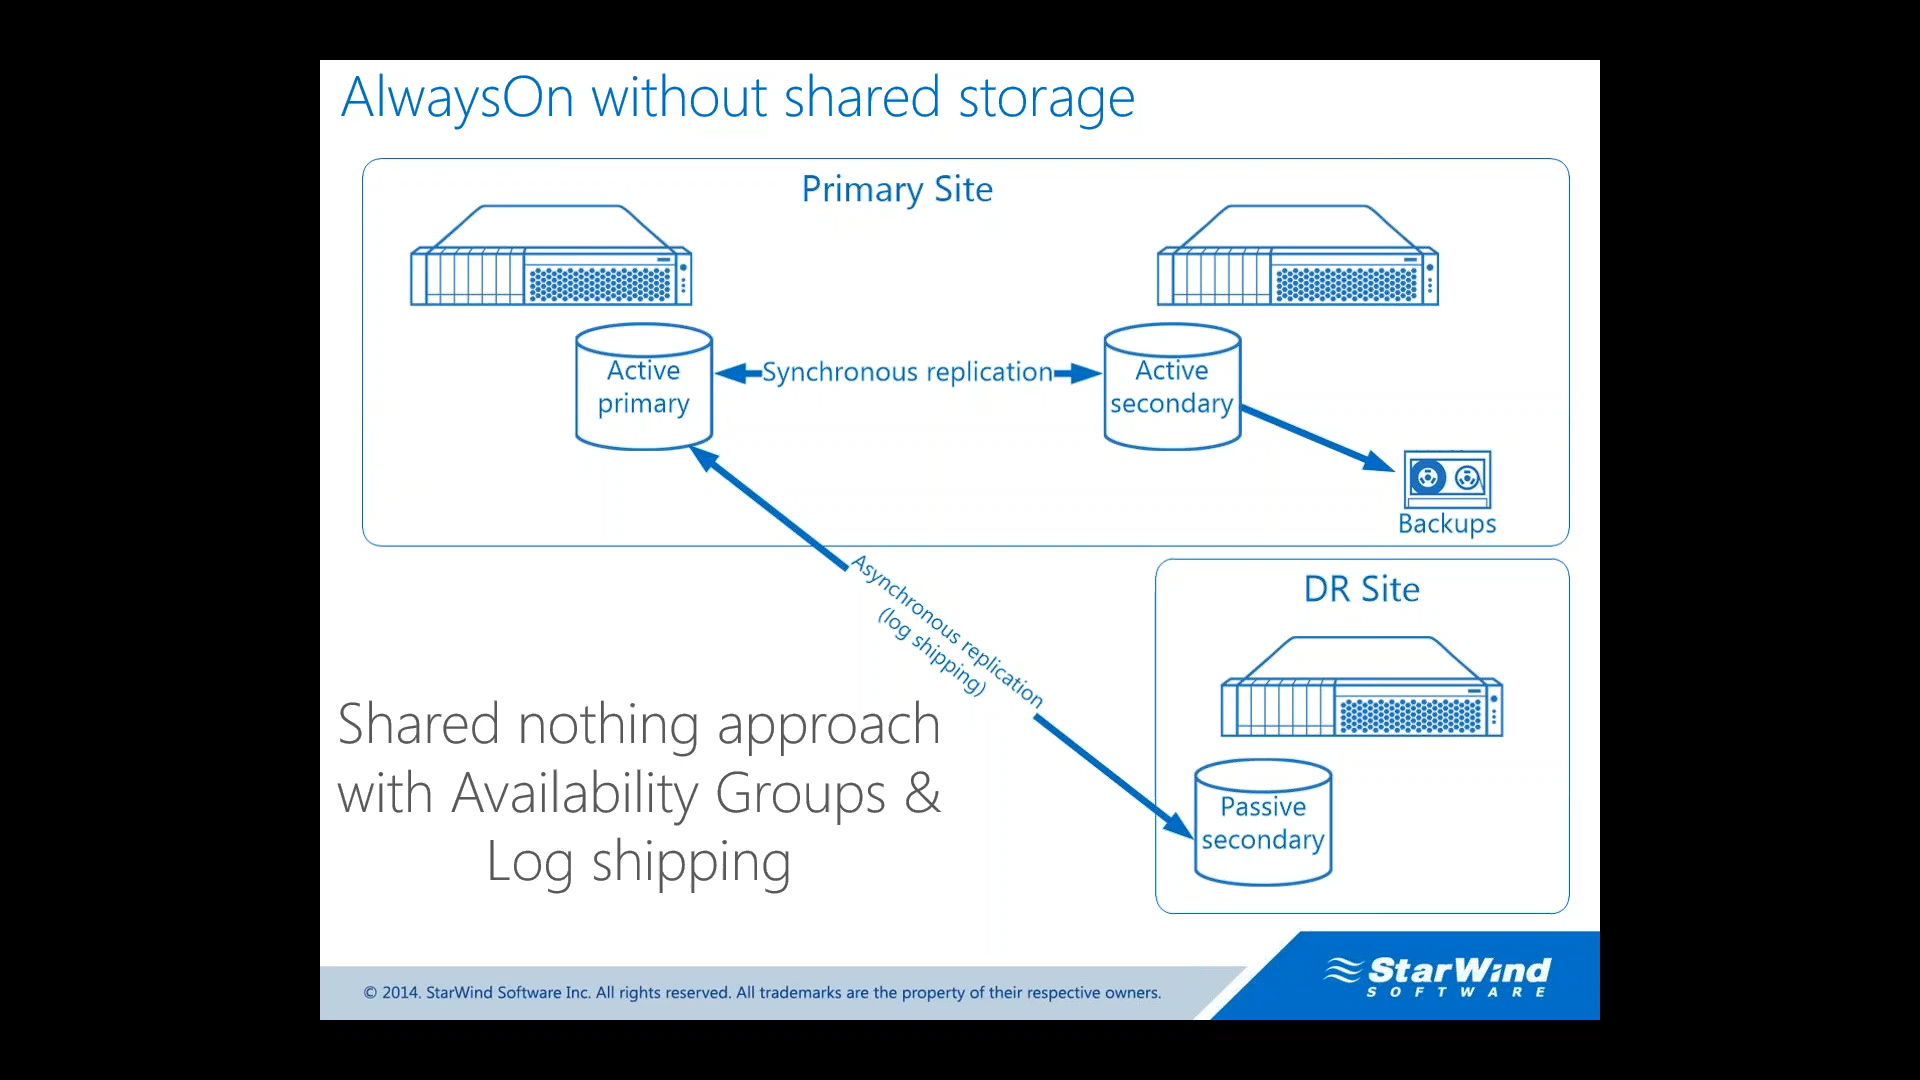 AlwaysOn without shared storage
Primary Site
Active
primary
Synchronous replication
Active
secondary
Backups
Asynchronous replication
(log shipping)
DR Site
Passive
secondary
Shared nothing approach
with Availability Groups &
Log shipping
© 2014. StarWind Software Inc. All rights reserved. All trademarks are the property of their respective owners.
StarWind
SOFTWARE